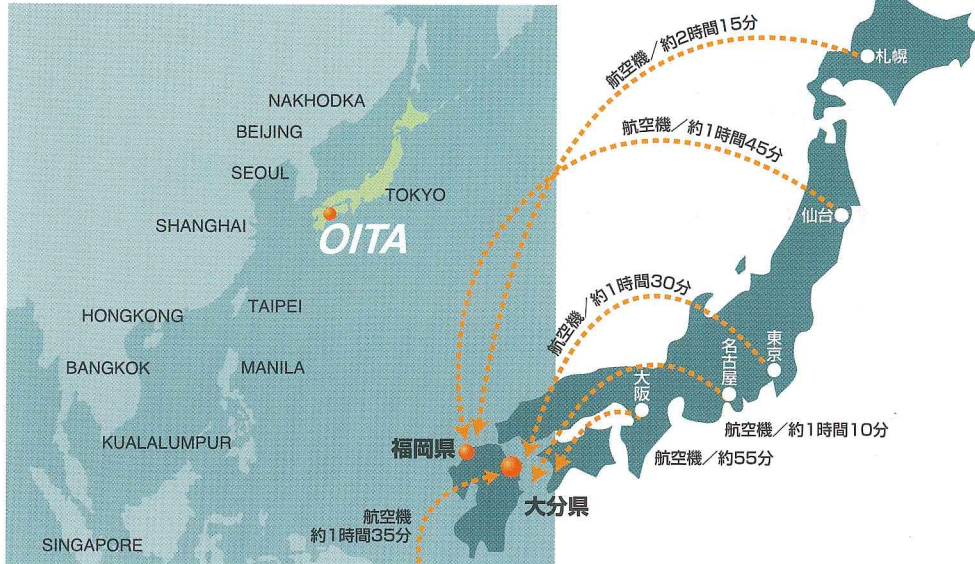 NAKHODKA
BEIJING
SEOUL
TOKYO
SHANGHAI
OITA
TAIPEI
HONGKONG
BANGKOK
MANILA
KUALALUMPUR
SINGAPORE
航空機/約2時間15分
札幌
航空機/約1時間45分
仙台
航空機/約1時間30分
東京
名古屋
大阪
航空機/約1時間10分
航空機/約55分
福岡県
大分県
航空機
約1時間35分